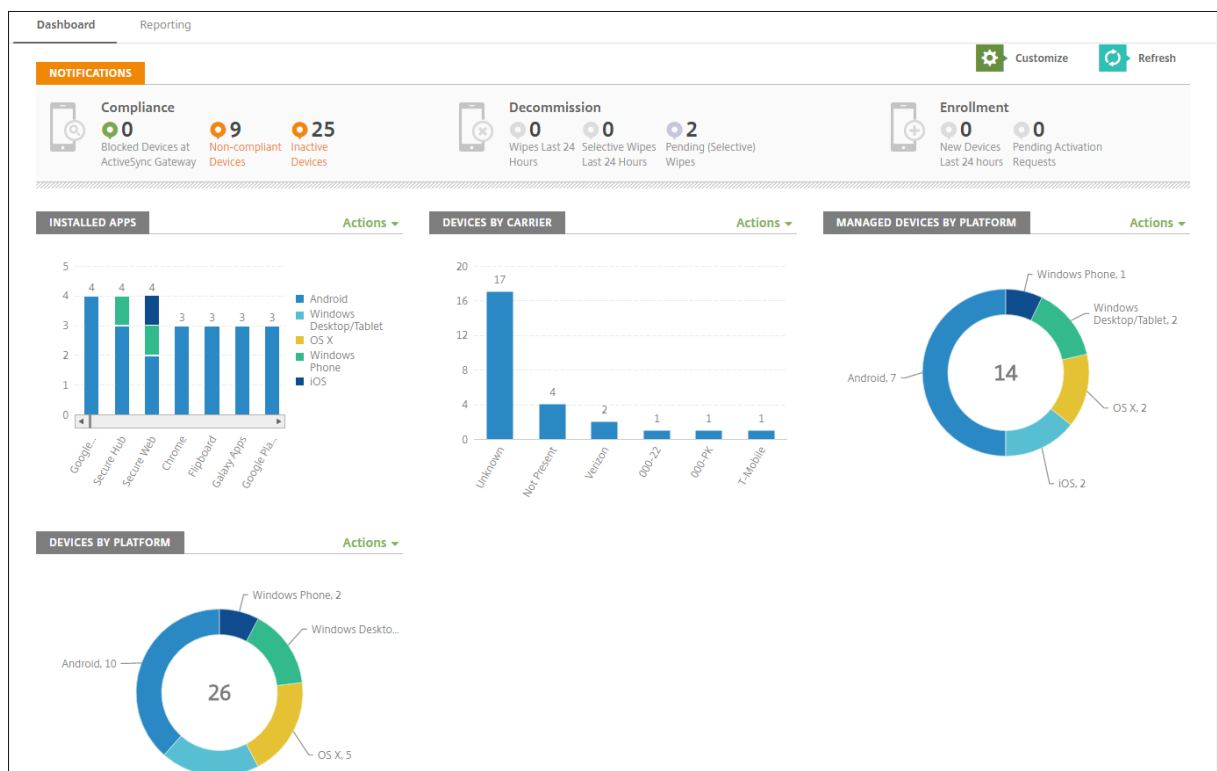 Dashboard Reporting
Customize Refresh
NOTIFICATIONS
Compliance
0 9 25
Blocked Devices at Non-compliant Inactive
ActiveSync Gateway Devices Devices
Decommission
0 0 2
Wipes Last 24 Selective Wipes Pending (Selective)
Hours Last 24 Hours Wipes
Enrollment
0 0
New Devices Pending Activation
Last 24 hours Requests
INSTALLED APPS Actions
5
4
3
2
1
0
4 4 4 3 3 3 3
Google...
Secure Hub
Secure Web
Chrome
Flipboard
Galaxy Apps
Google Pla...
Android
Windows
Desktop/Tablet
OS X
Windows
Phone
iOS
DEVICES BY CARRIER Actions
20
16
12
8
4
0
17 4 2 1 1 1
Unknown
Not Present
Verizon
000-22
000-PK
T-Mobile
MANAGED DEVICES BY PLATFORM Actions
Windows Phone, 1
Windows
Desktop/Tablet, 2
Android, 7
14
OS X, 2
iOS, 2
DEVICES BY PLATFORM Actions
Windows Phone, 2
Windows Deskto...
Android, 10
26
OS X, 5